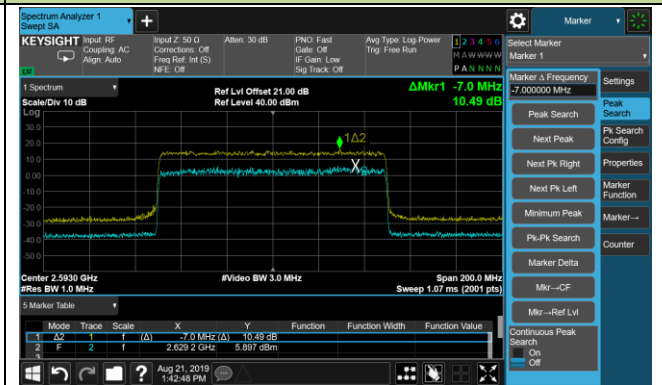 Spectrum Analyzer 1
Swept SA
Marker
KEYSIGHT
Input: RF
Coupling: AC
Align: Auto
Input Z: 50 Ω
Corrections: Off
Freq Ref: Int (S)
NFE: Off
Atten: 30 dB
PNO: Fast
Gate: Off
IF Gain: Low
Sig Track: Off
Avg Type: Log-Power
Trig: Free Run
1 2 3 4 5 6
M A W W W W
P A N N N N
Select Marker
Marker 1
Marker Δ Frequency
-7.000000 MHz
Settings
Peak Search
Peak
Search
Next Peak
Pk Search
Config
Next Pk Right
Properties
Next Pk Left
Marker
Function
Minimum Peak
Marker→
Pk-Pk Search
Counter
Marker Delta
Mkr→CF
Mkr→Ref Lvl
Continuous Peak
Search
On
Off
1 Spectrum
Scale/Div 10 dB
Log
Ref Lvl Offset 21.00 dB
Ref Level 40.00 dBm
ΔMkr1 -7.0 MHz
10.49 dB
30.0
20.0
10.0
0.00
-10.0
-20.0
-30.0
-40.0
-50.0
1Δ2
X
Center 2.5930 GHz
#Res BW 1.0 MHz
#Video BW 3.0 MHz
Span 200.0 MHz
Sweep 1.07 ms (2001 pts)
5 Marker Table
Mode Trace Scale X Y Function Function Width Function Value
1 Δ2 1 f (Δ) -7.0 MHz (Δ) 10.49 dB
2 F 2 f 2.629 2 GHz 5.897 dBm
3
Aug 21, 2019
1:42:48 PM